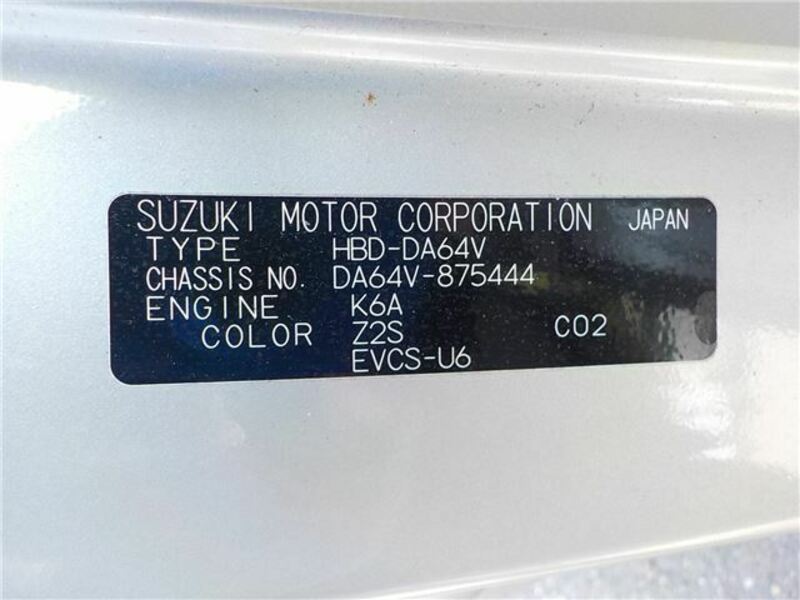 SUZUKI MOTOR CORPORATION JAPAN
TYPE HBD-DA64V
CHASSIS NO. DA64V-875444
ENGINE K6A
COLOR Z2S C02
EVCS-U6